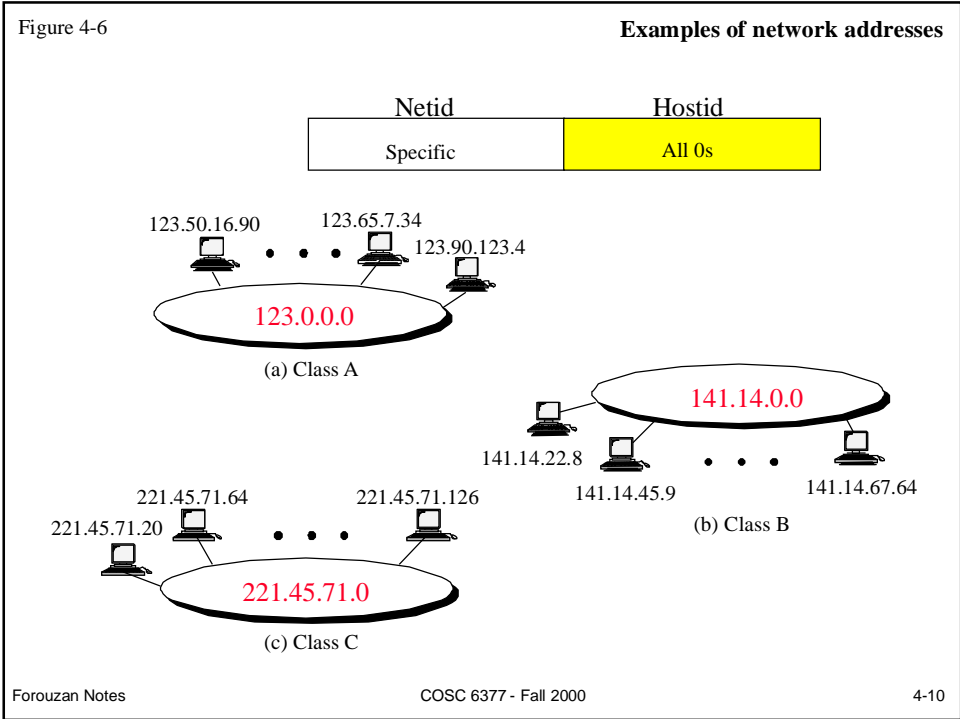 Figure 4-6
Examples of network addresses
Netid Hostid
Specific All 0s
123.50.16.90 123.65.7.34
123.90.123.4
123.0.0.0
(a) Class A
141.14.0.0
141.14.22.8
141.14.45.9 141.14.67.64
(b) Class B
221.45.71.64 221.45.71.126
221.45.71.20
221.45.71.0
(c) Class C
Forouzan Notes COSC 6377 - Fall 2000 4-10